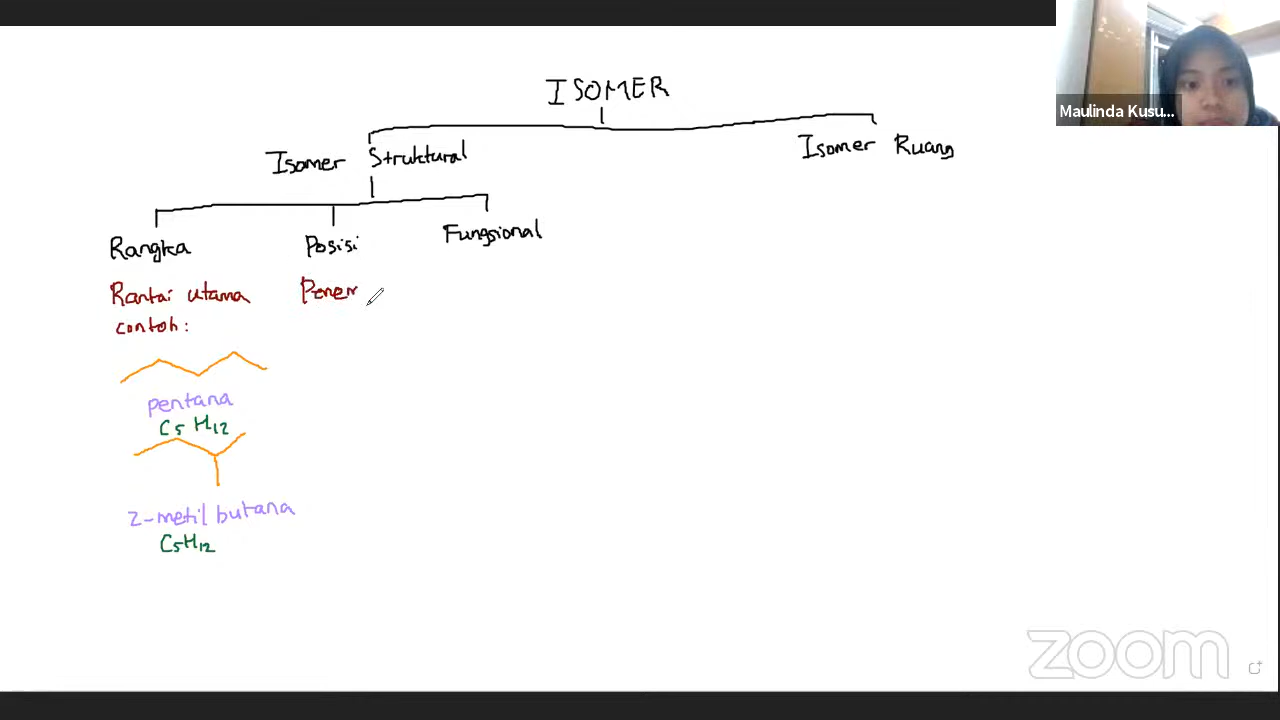 ISOMER
Isomer Struktural
Isomer Ruang
Rangka
Posisi
Fungsional
Rantai utama
contoh:
Penem
pentana
C5 H12
2-metil butana
C5H12
Maulinda Kusu...
zoom